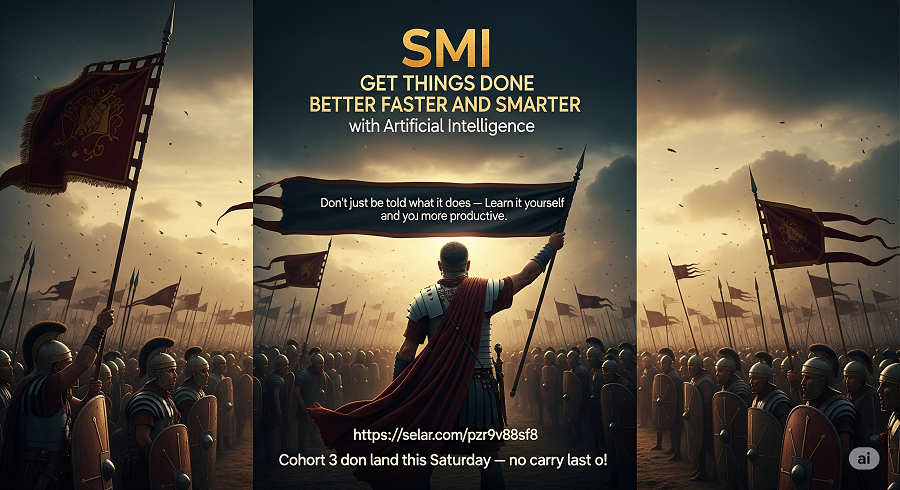 SMI
GET THINGS DONE
BETTER FASTER AND SMARTER
with Artificial Intelligence
Don't just be told what it does — Learn it yourself
and you more productive.
https://selar.com/pzr9v88sf8
Cohort 3 don land this Saturday — no carry last o!
ai